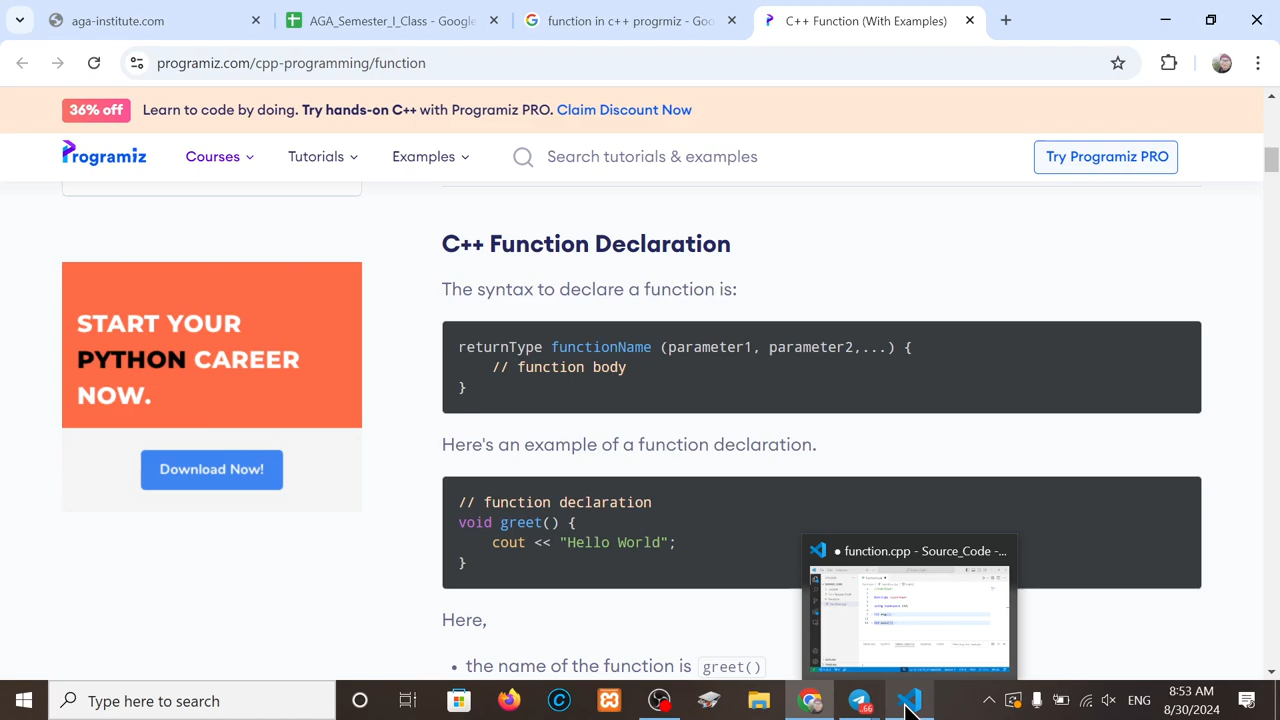 aga-institute.com
AGA_Semester_I_Class - Google
function in c++ progrmiz - Goo
C++ Function (With Examples)
programiz.com/cpp-programming/function
36% off Learn to code by doing. Try hands-on C++ with Programiz PRO. Claim Discount Now
Programiz Courses Tutorials Examples Search tutorials & examples Try Programiz PRO
C++ Function Declaration
The syntax to declare a function is:
START YOUR
PYTHON CAREER
NOW.
Download Now!
returnType functionName (parameter1, parameter2,...) {
// function body
}
Here's an example of a function declaration.
// function declaration
void greet() {
cout << "Hello World";
}
function.cpp - Source_Code -...
Here,
• the name of the function is greet()
Type here to search
66
ENG
8:53 AM
8/30/2024